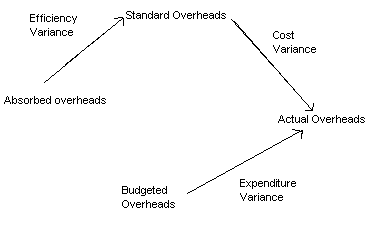 Efficiency
Variance
Standard Overheads
Cost
Variance
Absorbed overheads
Actual Overheads
Budgeted
Overheads
Expenditure
Variance